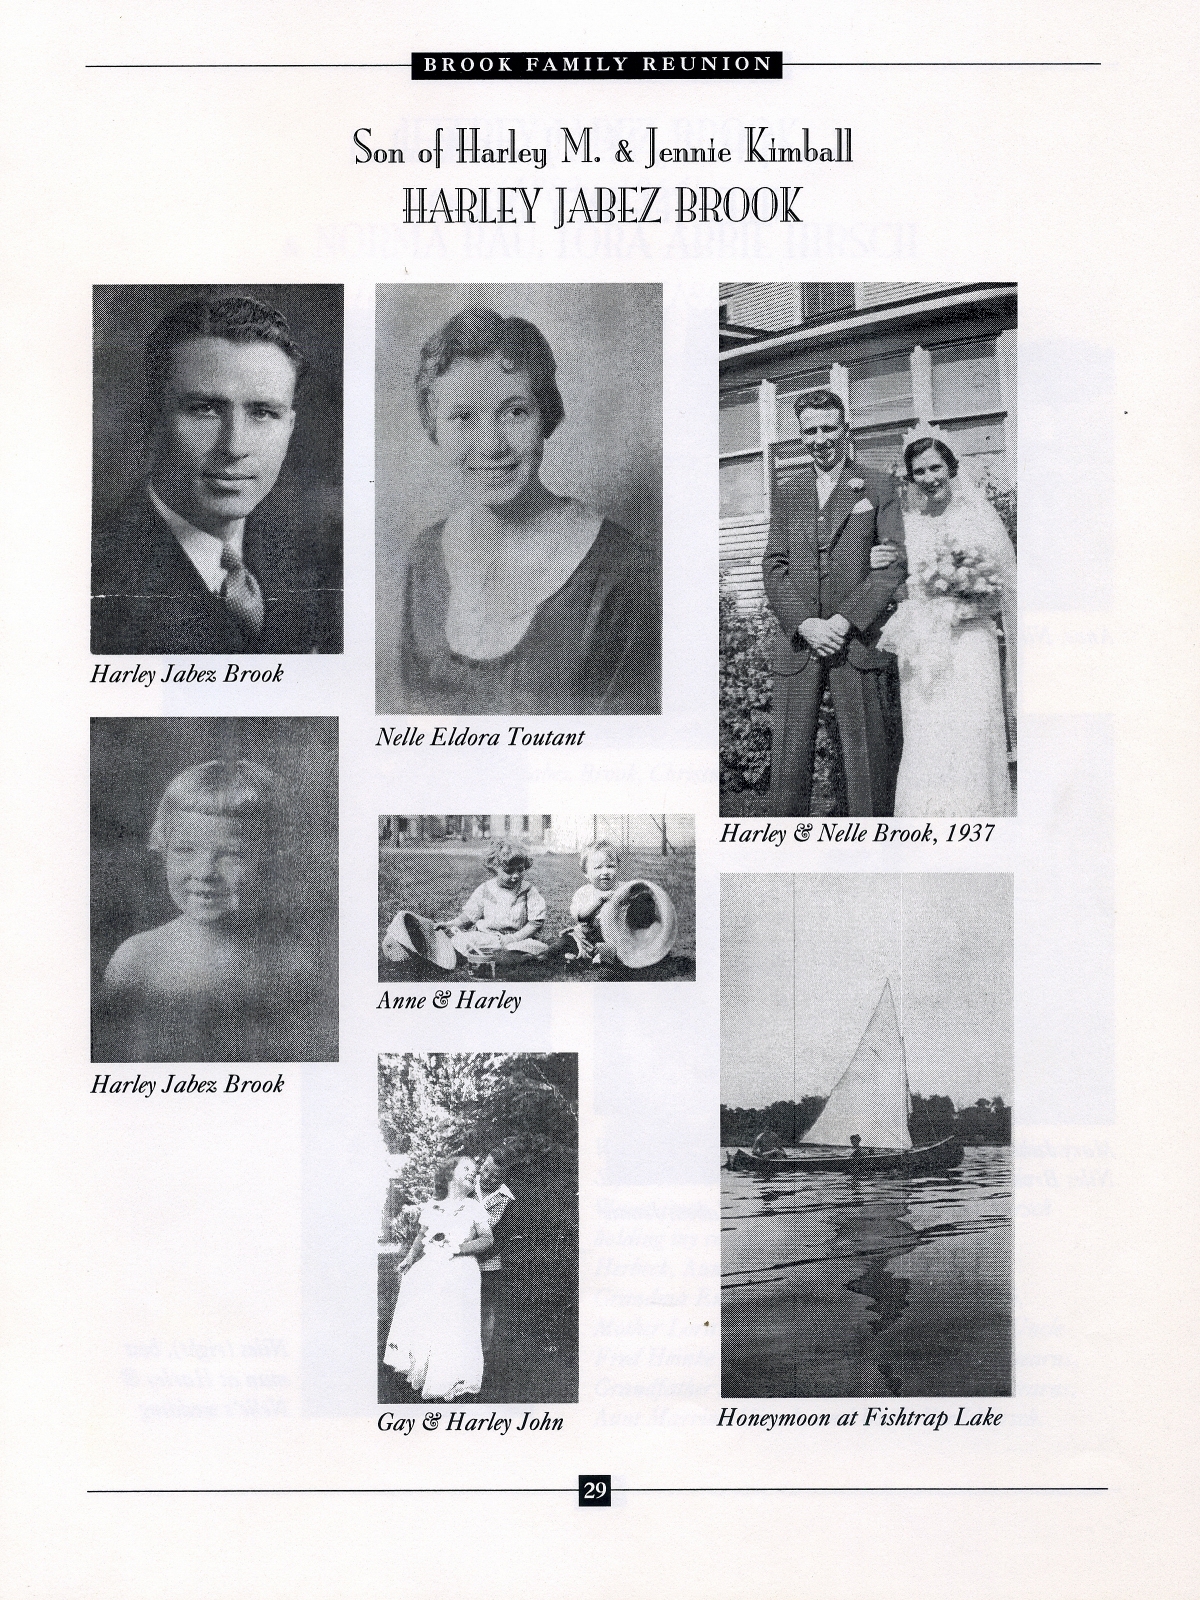 BROOK FAMILY REUNION
Son of Harley M. & Jennie Kimball
HARLEY JABEZ BROOK
Harley Jabez Brook
Nelle Eldora Toutant
Harley & Nelle Brook, 1937
Harley Jabez Brook
Anne & Harley
Gay & Harley John
Honeymoon at Fishtrap Lake
29